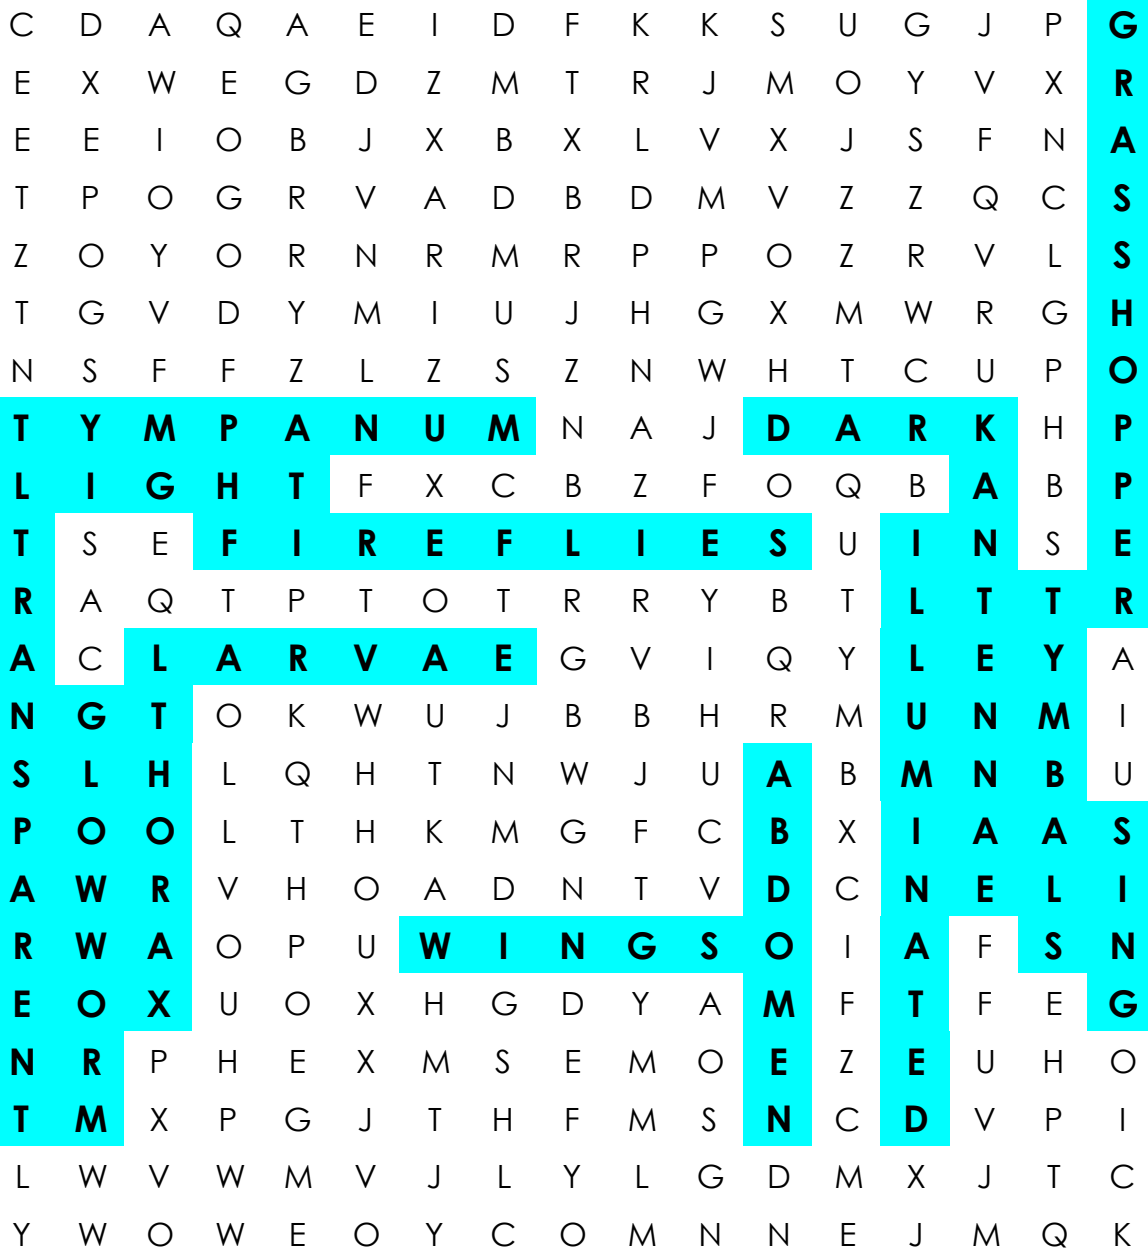 C D A Q A E I D F K K S U G J P G
E X W E G D Z M T R J M O Y V X R
E E I O B J X B X L V X J S F N A
T P O G R V A D B D M V Z Z Q C S
Z O Y O R N R M R P P O Z R V L S
T G V D Y M I U J H G X M W R G H
N S F F Z L Z S Z N W H T C U P O
T Y M P A N U M N A J D A R K H P
L I G H T F X C B Z F O Q B A B P
T S E F I R E F L I E S U I N S E
R A Q T P T O T R R Y B T L T T R
A C L A R V A E G V I Q Y L E Y A
N G T O K W U J B B H R M U N M I
S L H L Q H T N W J U A B M N B U
P O O L T H K M G F C B X I A A S
A W R V H O A D N T V D C N E L I
R W A O P U W I N G S O I A F S N
E O X U O X H G D Y A M F T F E G
N R P H E X M S E M O E Z E U H O
T M X P G J T H F M S N C D V P I
L W V W M V J L Y L G D M X J T C
Y W O W E O Y C O M N N E J M Q K